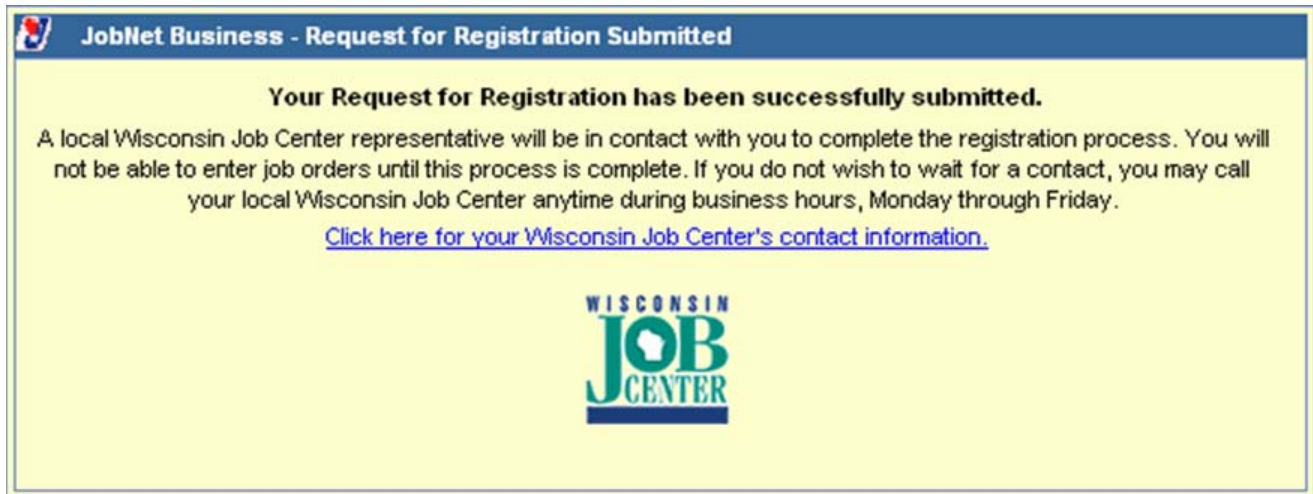 JobNet Business - Request for Registration Submitted
Your Request for Registration has been successfully submitted.
A local Wisconsin Job Center representative will be in contact with you to complete the registration process. You will
not be able to enter job orders until this process is complete. If you do not wish to wait for a contact, you may call
your local Wisconsin Job Center anytime during business hours, Monday through Friday.
Click here for your Wisconsin Job Center's contact information.
WISCONSIN
JOB
CENTER